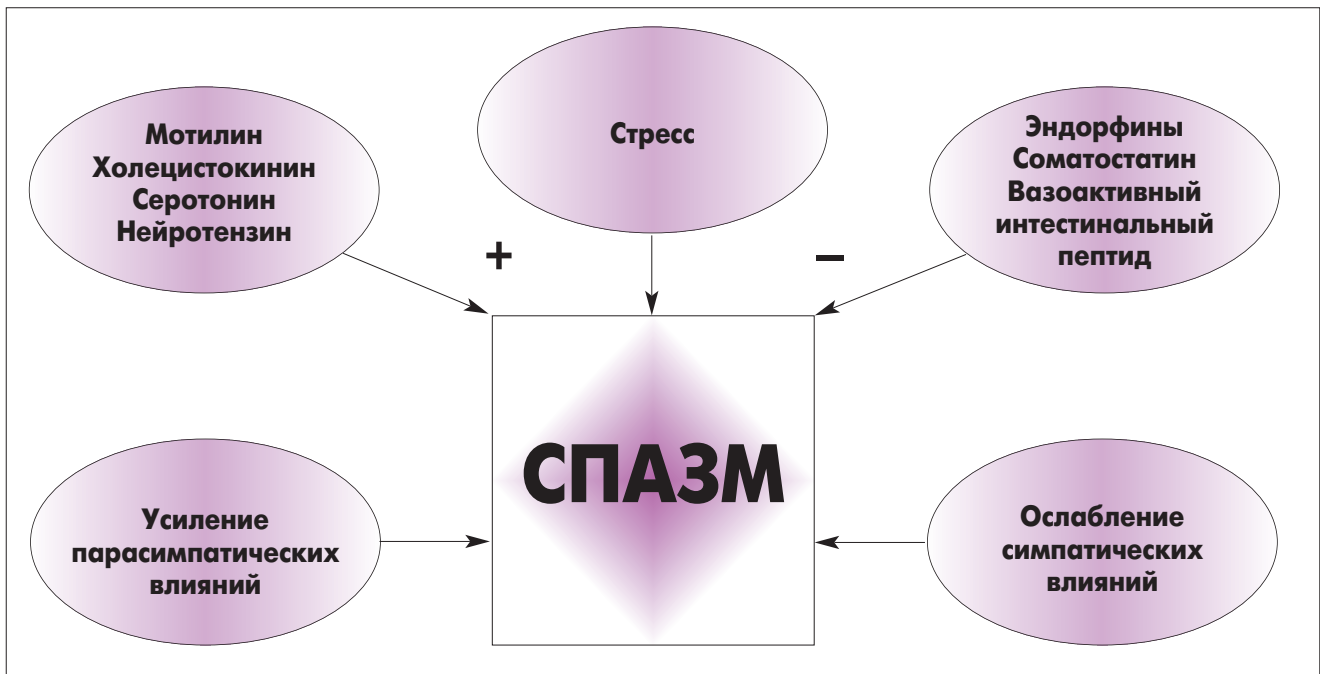 Мотилин
Холецистокинин
Серотонин
Нейротензин
Стресс
Эндорфины
Соматостатин
Вазоактивный
интестинальный
пептид
+
–
СПАЗМ
Усиление
парасимпатических
влияний
Ослабление
симпатических
влияний